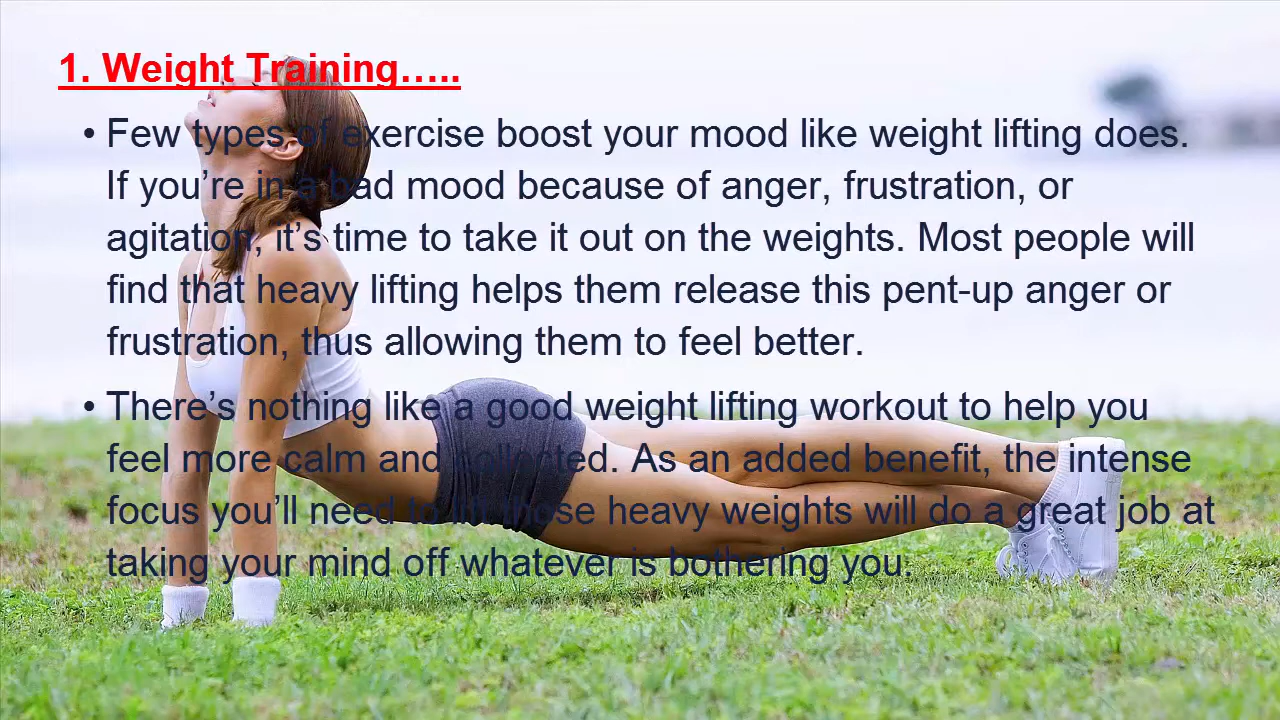 1. Weight Training…..
• Few types of exercise boost your mood like weight lifting does.
If you’re in a bad mood because of anger, frustration, or
agitation, it’s time to take it out on the weights. Most people will
find that heavy lifting helps them release this pent-up anger or
frustration, thus allowing them to feel better.
• There’s nothing like a good weight lifting workout to help you
feel more calm and collected. As an added benefit, the intense
focus you’ll need to lift those heavy weights will do a great job at
taking your mind off whatever is bothering you.